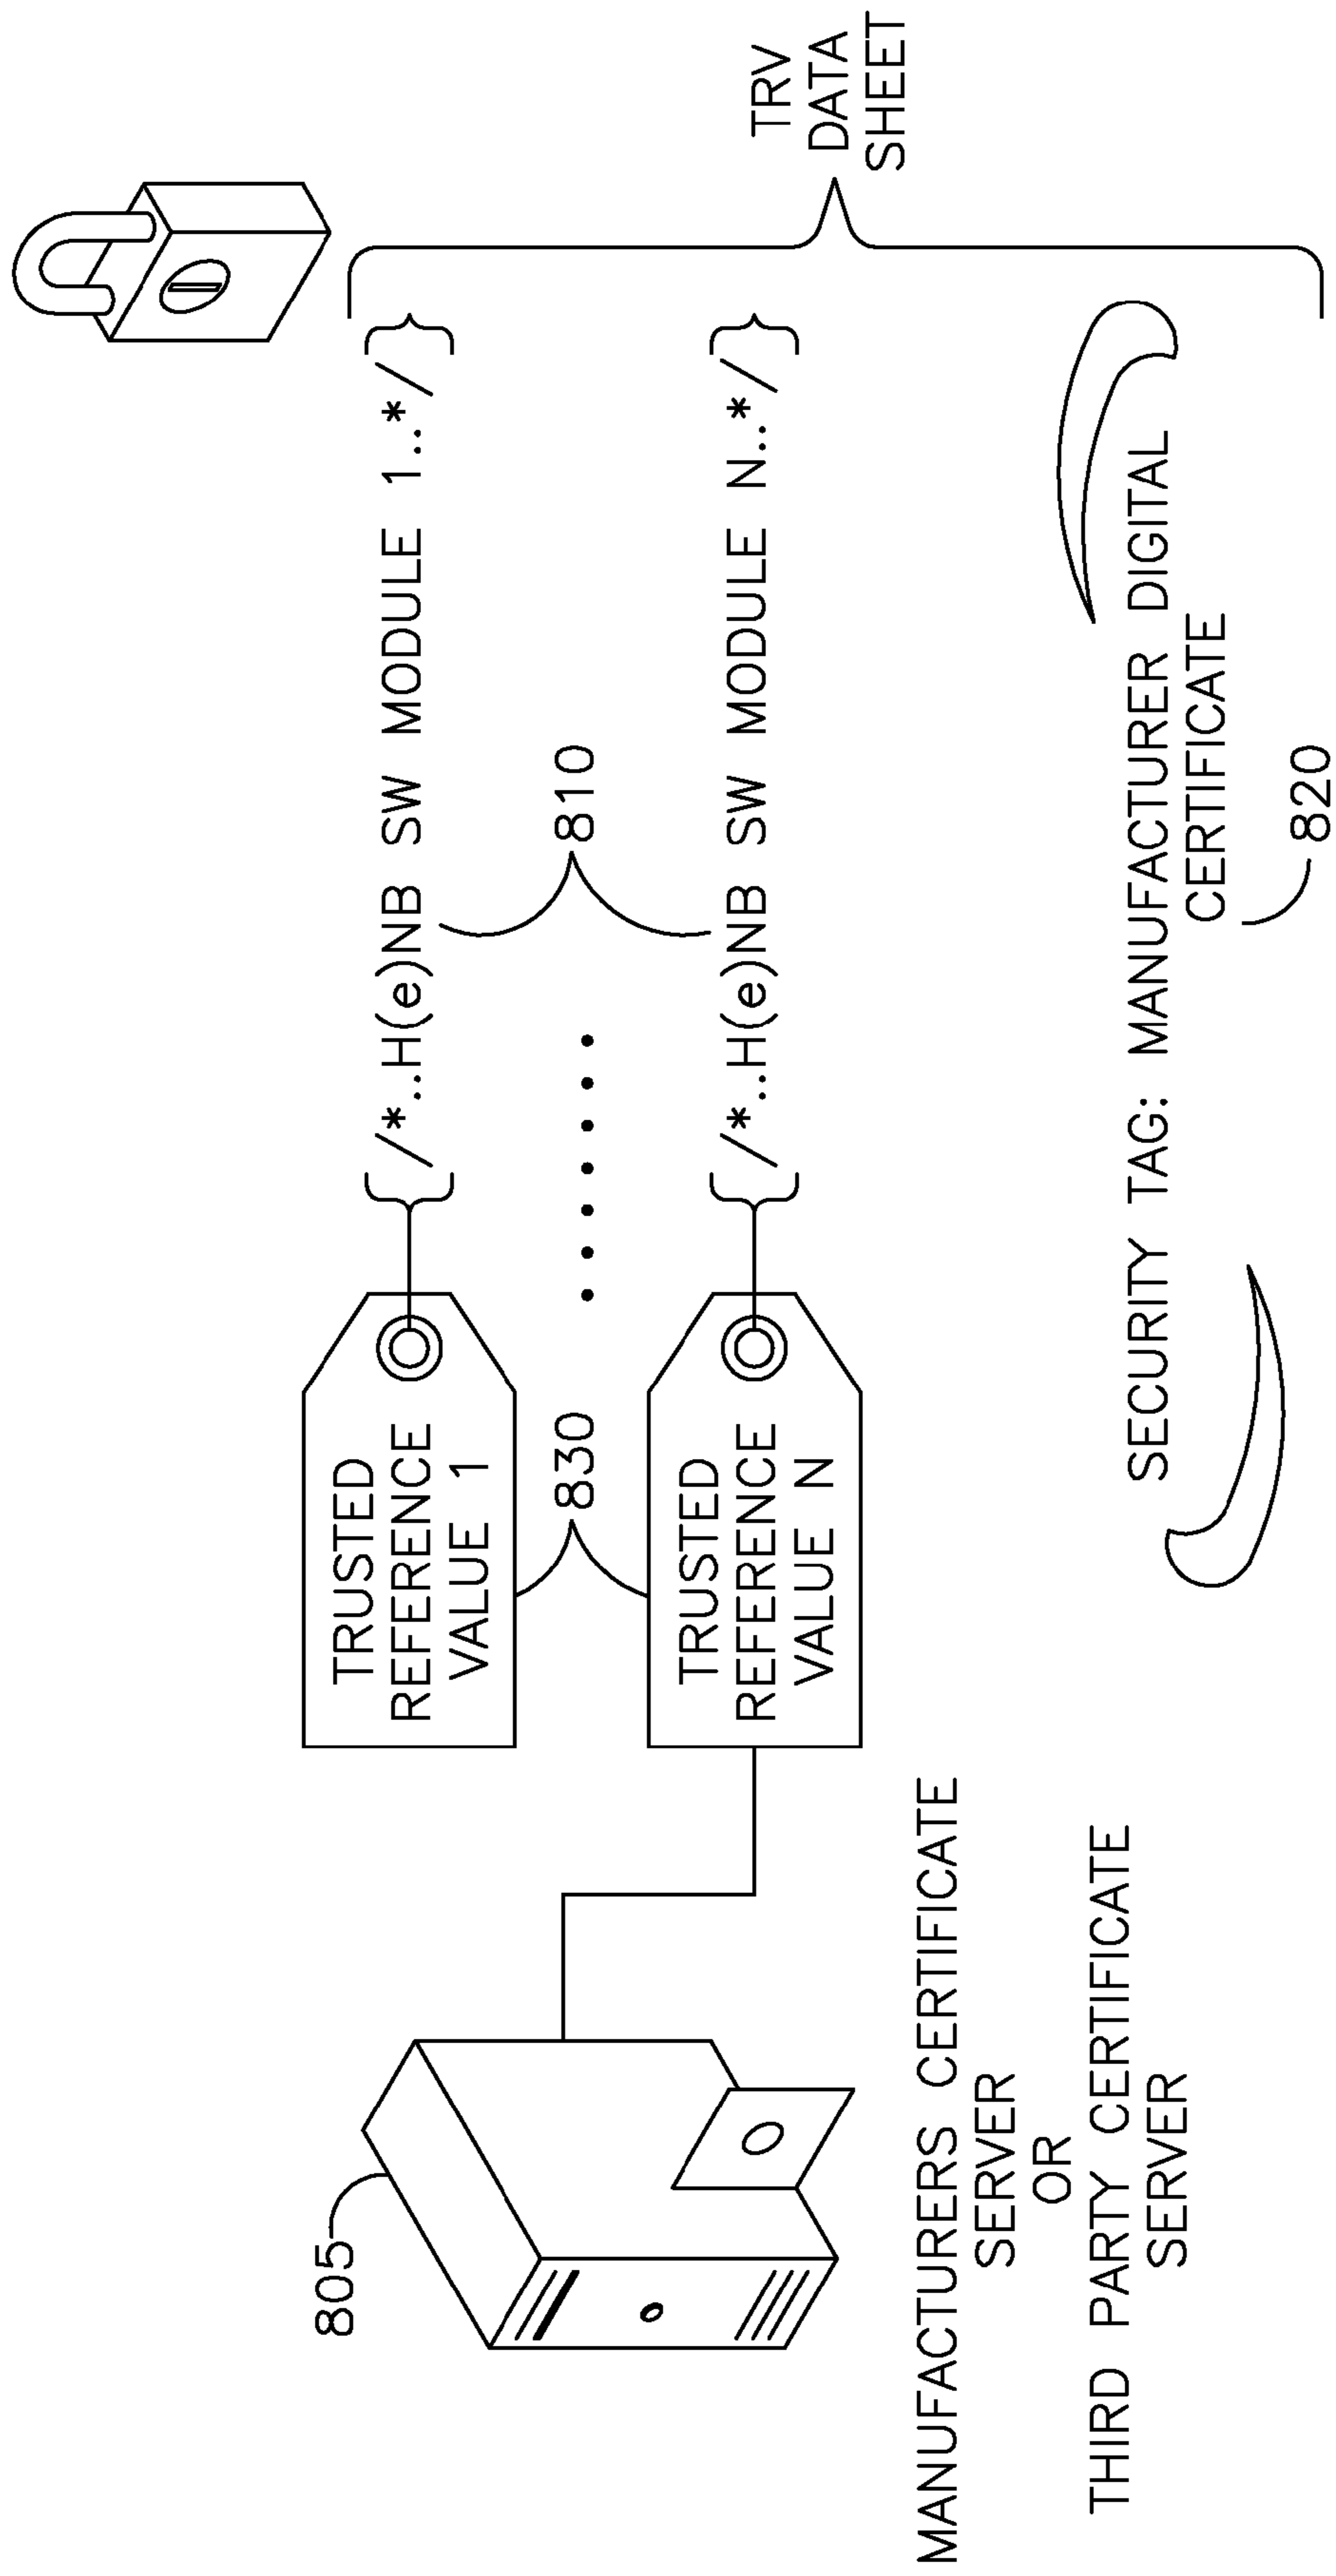 805
MANUFACTURERS CERTIFICATE
SERVER
OR
THIRD PARTY CERTIFICATE
SERVER
TRUSTED
REFERENCE
VALUE 1
830
TRUSTED
REFERENCE
VALUE N
/*..H(e)NB SW MODULE 1..*/
810
/*..H(e)NB SW MODULE N..*/
SECURITY TAG: MANUFACTURER DIGITAL
CERTIFICATE
820
TRV
DATA
SHEET